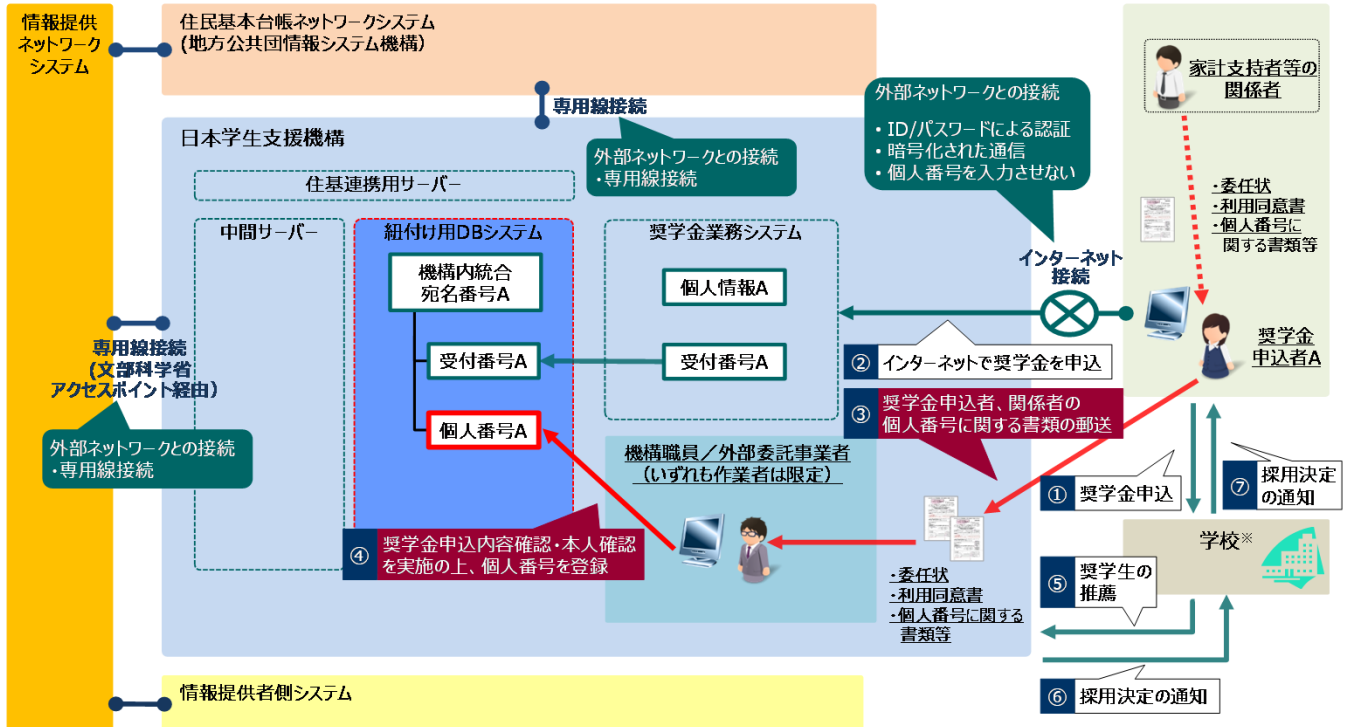 情報提供
ネットワーク
システム
住民基本台帳ネットワークシステム
(地方公共団情報システム機構)
専用線接続
外部ネットワークとの接続
・専用線接続
外部ネットワークとの接続
・ID/パスワードによる認証
・暗号化された通信
・個人番号を入力させない
家計支持者等の
関係者
・委任状
・利用同意書
・個人番号に
関する書類等
インターネット
接続
奨学金
申込者A
日本学生支援機構
住基連携用サーバー
中間サーバー
紐付け用DBシステム
機構内統合
宛名番号A
受付番号A
個人番号A
奨学金業務システム
個人情報A
受付番号A
専用線接続
(文部科学省
アクセスポイント経由)
外部ネットワークとの接続
・専用線接続
② インターネットで奨学金を申込
③ 奨学金申込者、関係者の
個人番号に関する書類の郵送
機構職員/外部委託事業者
(いずれも作業者は限定)
④ 奨学金申込内容確認・本人確認
を実施の上、個人番号を登録
・委任状
・利用同意書
・個人番号に関する
書類等
① 奨学金申込
⑦ 採用決定
の通知
学校※
⑤ 奨学生の
推薦
⑥ 採用決定の通知
情報提供者側システム